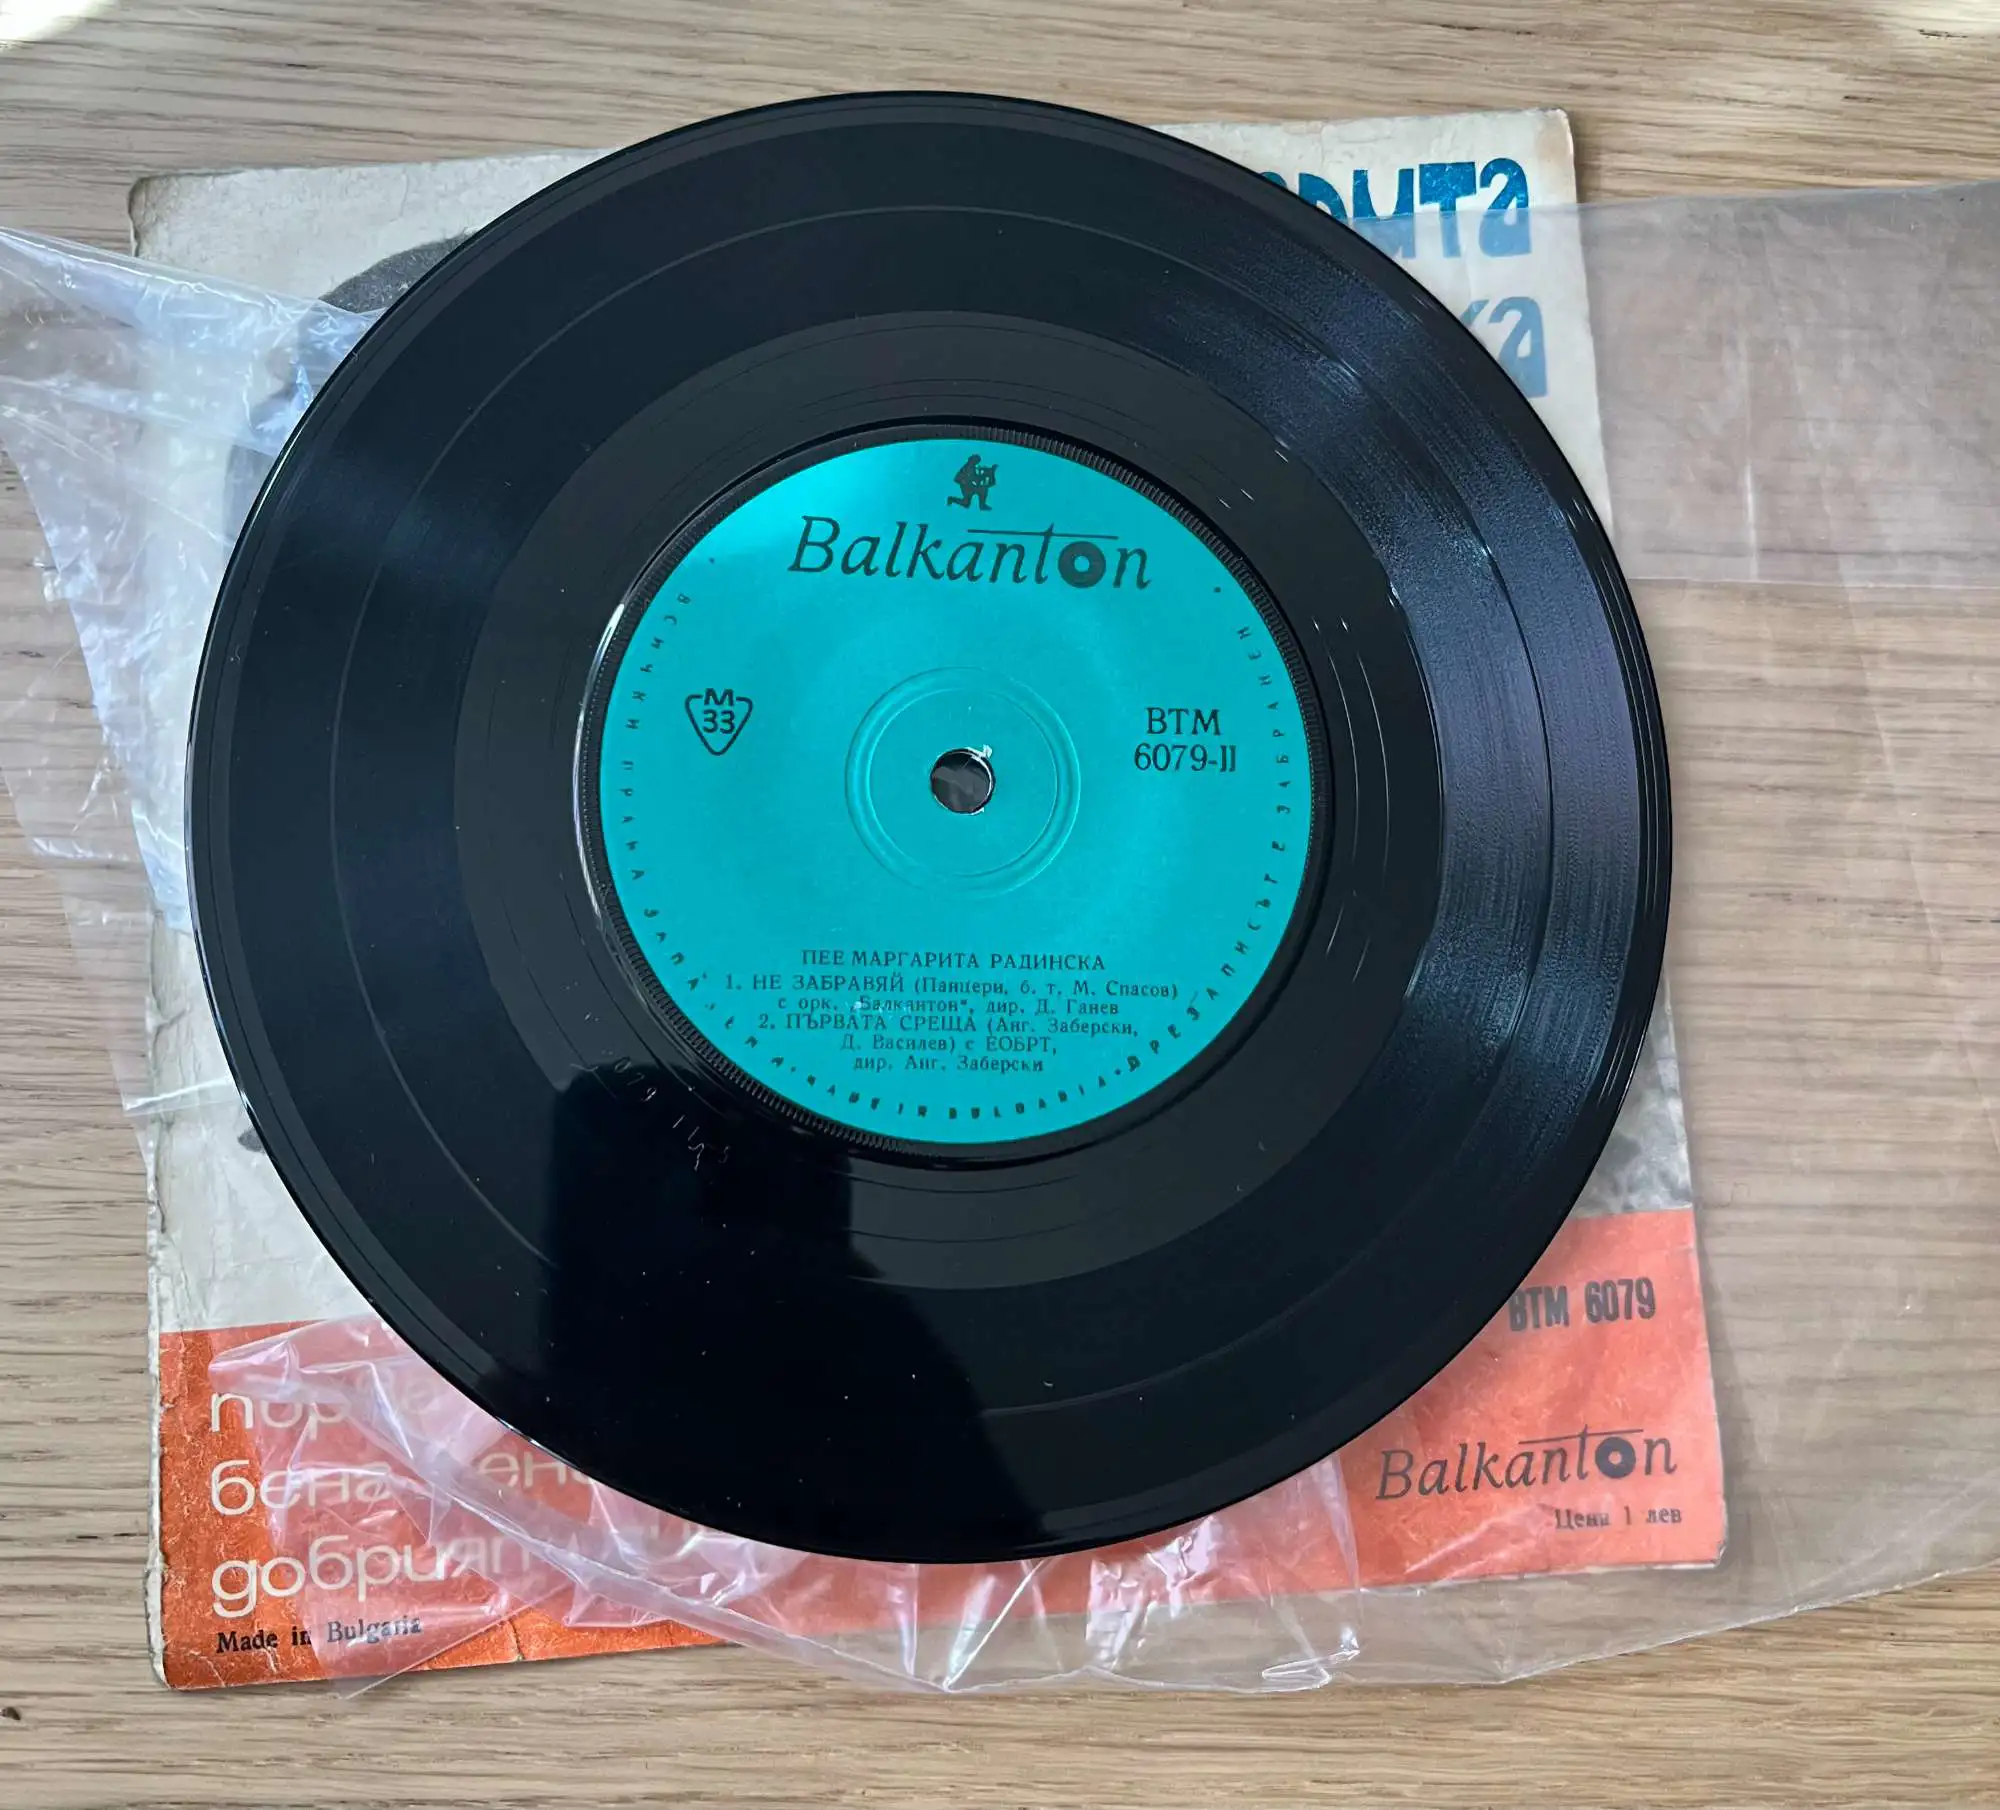 Balkanton
М
33
ВТМ
6079-II
ПЕЕ МАРГАРИТА РАДИНСКА
1. НЕ ЗАБРАВЯЙ (Панцери, б. т. М. Спасов)
с орк. „Балкантон", дир. Д. Ганев
2. ПЪРВАТА СРЕЩА (Анг. Заберски,
Д. Василев) с ЕОБРТ,
дир. Анг. Заберски
ВСИЧКИ ПРАВА ЗАПАЗЕНИ · MADE IN BULGARIA · ПРЕЗАПИСЪТ Е ЗАБРАНЕН
ВТМ 6079
Balkanton
Цена 1 лев
Made in Bulgaria